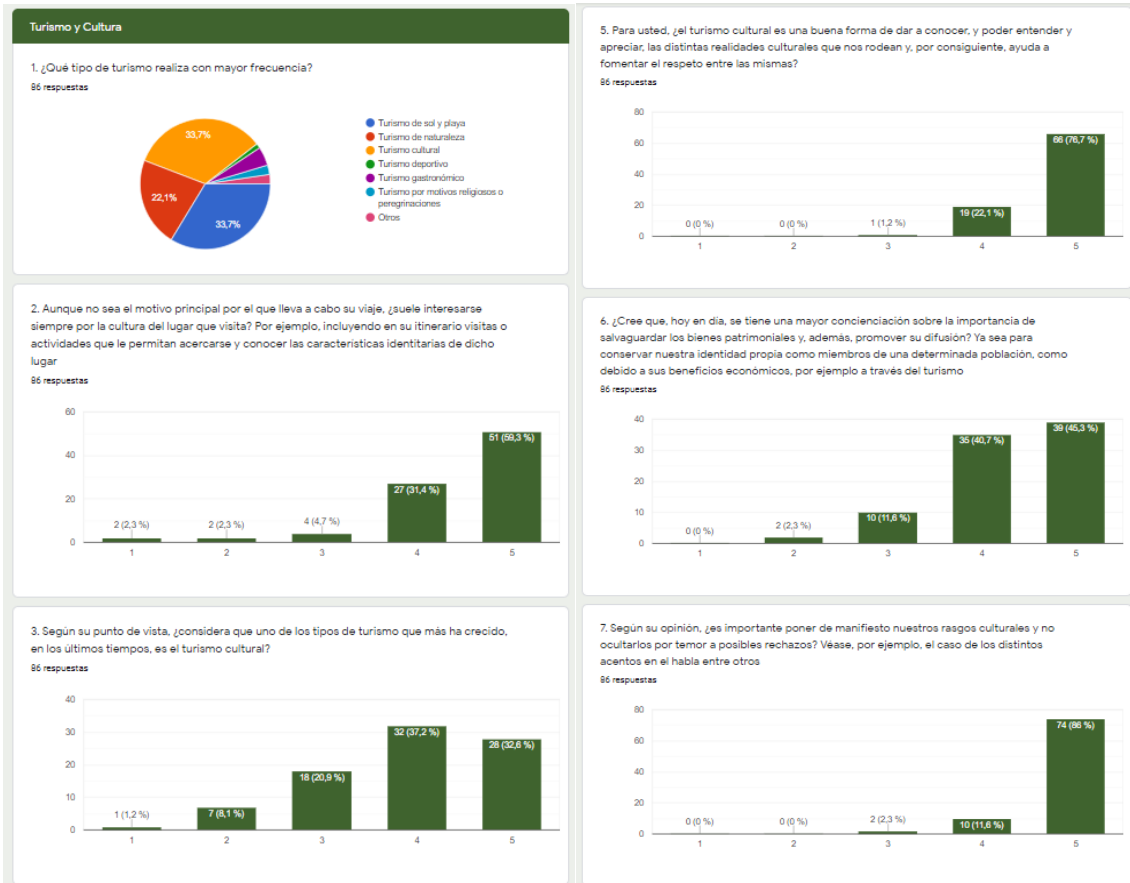 Turismo y Cultura
1. ¿Qué tipo de turismo realiza con mayor frecuencia?
86 respuestas
33,7%
22,1%
33,7%
Turismo de sol y playa
Turismo de naturaleza
Turismo cultural
Turismo deportivo
Turismo gastronómico
Turismo por motivos religiosos o
peregrinaciones
Otros
2. Aunque no sea el motivo principal por el que lleva a cabo su viaje, ¿suele interesarse
siempre por la cultura del lugar que visita? Por ejemplo, incluyendo en su itinerario visitas o
actividades que le permitan acercarse y conocer las características identitarias de dicho
lugar
86 respuestas
60
40
20
0
2 (2,3 %)
2 (2,3 %)
4 (4,7 %)
27 (31,4 %)
51 (59,3 %)
1 2 3 4 5
3. Según su punto de vista, ¿considera que uno de los tipos de turismo que más ha crecido,
en los últimos tiempos, es el turismo cultural?
86 respuestas
40
30
20
10
0
1 (1,2 %)
7 (8,1 %)
18 (20,9 %)
32 (37,2 %)
28 (32,6 %)
1 2 3 4 5
5. Para usted, ¿el turismo cultural es una buena forma de dar a conocer, y poder entender y
apreciar, las distintas realidades culturales que nos rodean y, por consiguiente, ayuda a
fomentar el respeto entre las mismas?
86 respuestas
80
60
40
20
0
0 (0 %)
0 (0 %)
1 (1,2 %)
19 (22,1 %)
66 (76,7 %)
1 2 3 4 5
6. ¿Cree que, hoy en día, se tiene una mayor concienciación sobre la importancia de
salvaguardar los bienes patrimoniales y, además, promover su difusión? Ya sea para
conservar nuestra identidad propia como miembros de una determinada población, como
debido a sus beneficios económicos, por ejemplo a través del turismo
86 respuestas
40
30
20
10
0
0 (0 %)
2 (2,3 %)
10 (11,6 %)
35 (40,7 %)
39 (45,3 %)
1 2 3 4 5
7. Según su opinión, ¿es importante poner de manifiesto nuestros rasgos culturales y no
ocultarlos por temor a posibles rechazos? Véase, por ejemplo, el caso de los distintos
acentos en el habla entre otros
86 respuestas
80
60
40
20
0
0 (0 %)
0 (0 %)
2 (2,3 %)
10 (11,6 %)
74 (86 %)
1 2 3 4 5